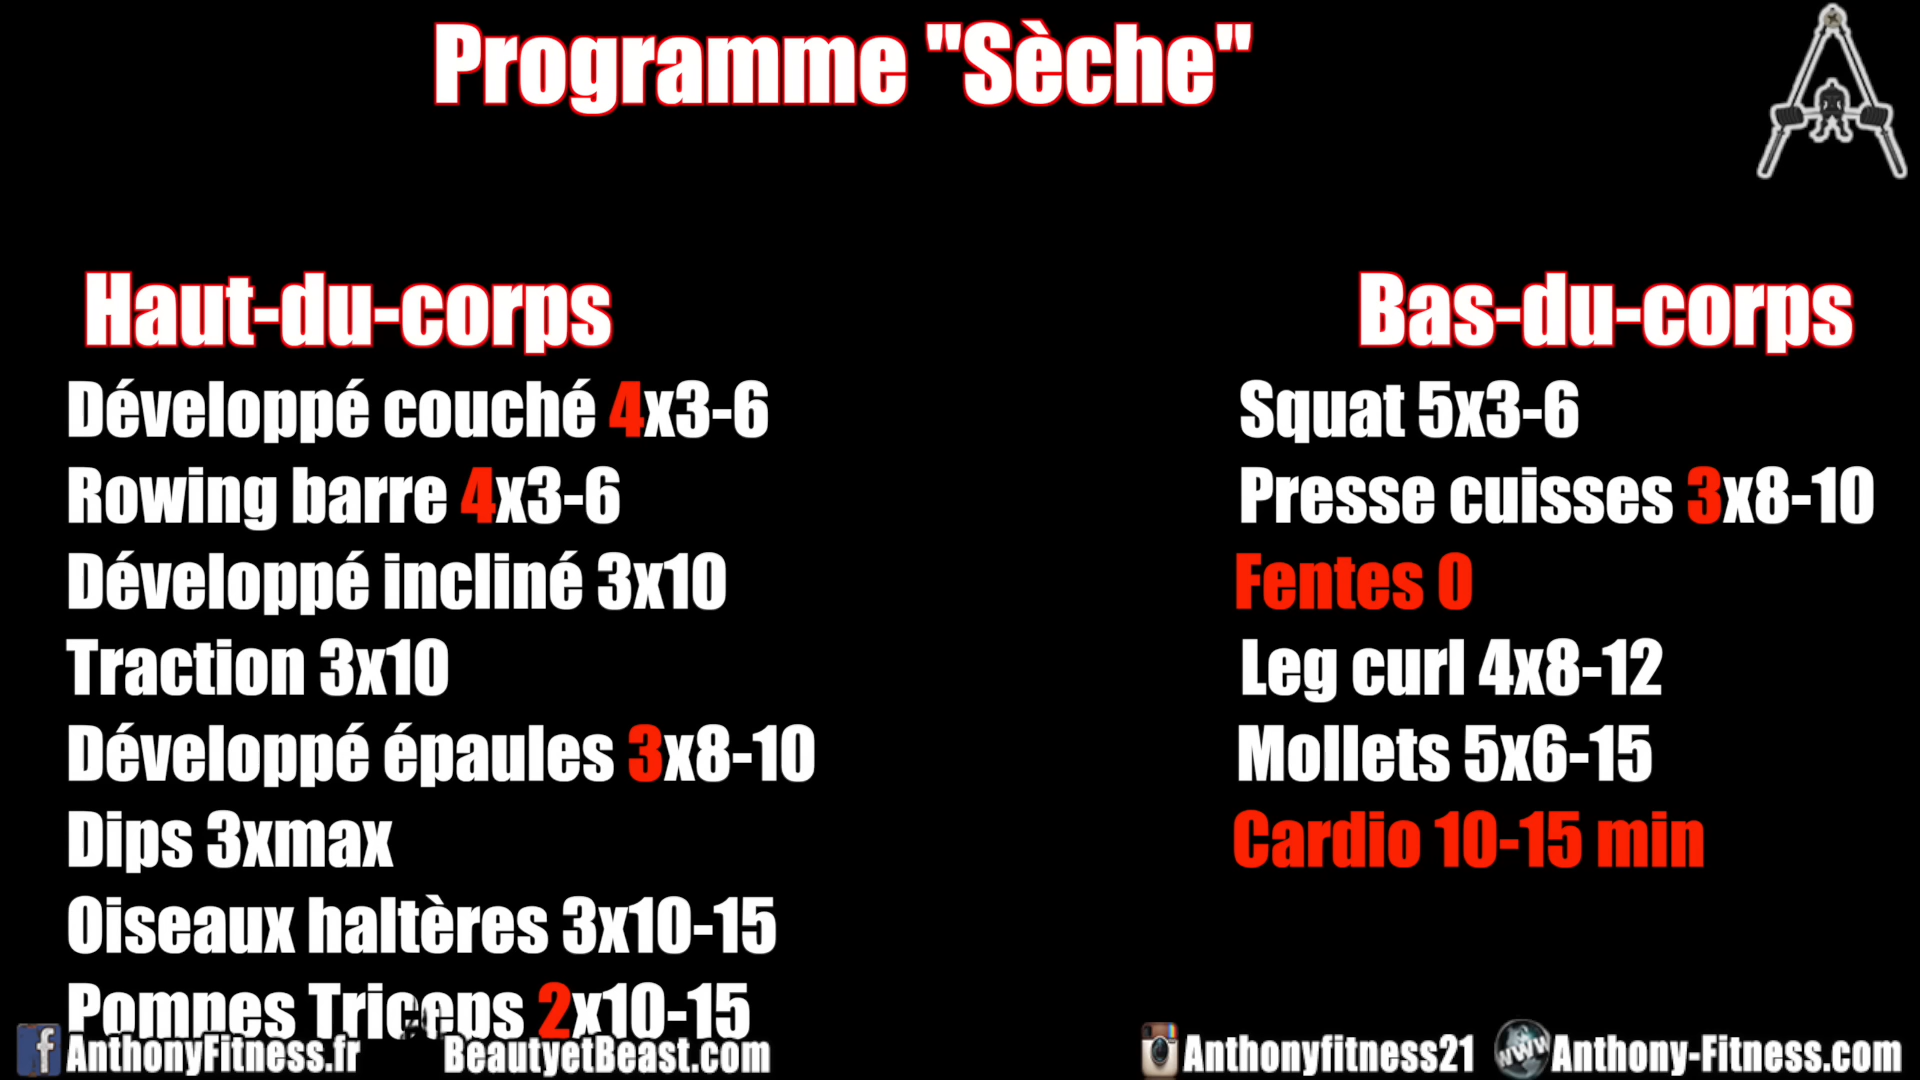 Programme "Sèche"
Haut-du-corps
Développé couché 4x3-6
Rowing barre 4x3-6
Développé incliné 3x10
Traction 3x10
Développé épaules 3x8-10
Dips 3xmax
Oiseaux haltères 3x10-15
Pompes Triceps 2x10-15
Bas-du-corps
Squat 5x3-6
Presse cuisses 3x8-10
Fentes 0
Leg curl 4x8-12
Mollets 5x6-15
Cardio 10-15 min
f AnthonyFitness.fr
BeautyetBeast.com
Anthonyfitness21
www Anthony-Fitness.com